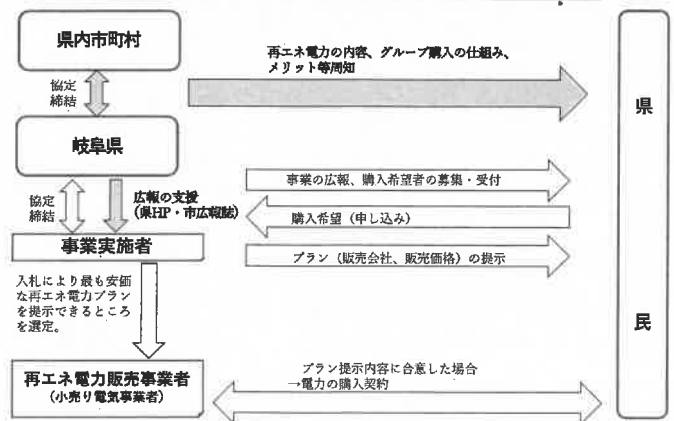 県内市町村
再エネ電力の内容、グループ購入の仕組み、
メリット等周知
協定
締結
岐阜県
県
事業の広報、購入希望者の募集・受付
協定
締結
広報の支援
(県HP・市広報誌)
購入希望（申し込み）
事業実施者
プラン（販売会社、販売価格）の提示
入札により最も安価
な再エネ電力プラン
を提示できるところ
を選定。
民
再エネ電力販売事業者
(小売り電気事業者)
プラン提示内容に合意した場合
→電力の購入契約